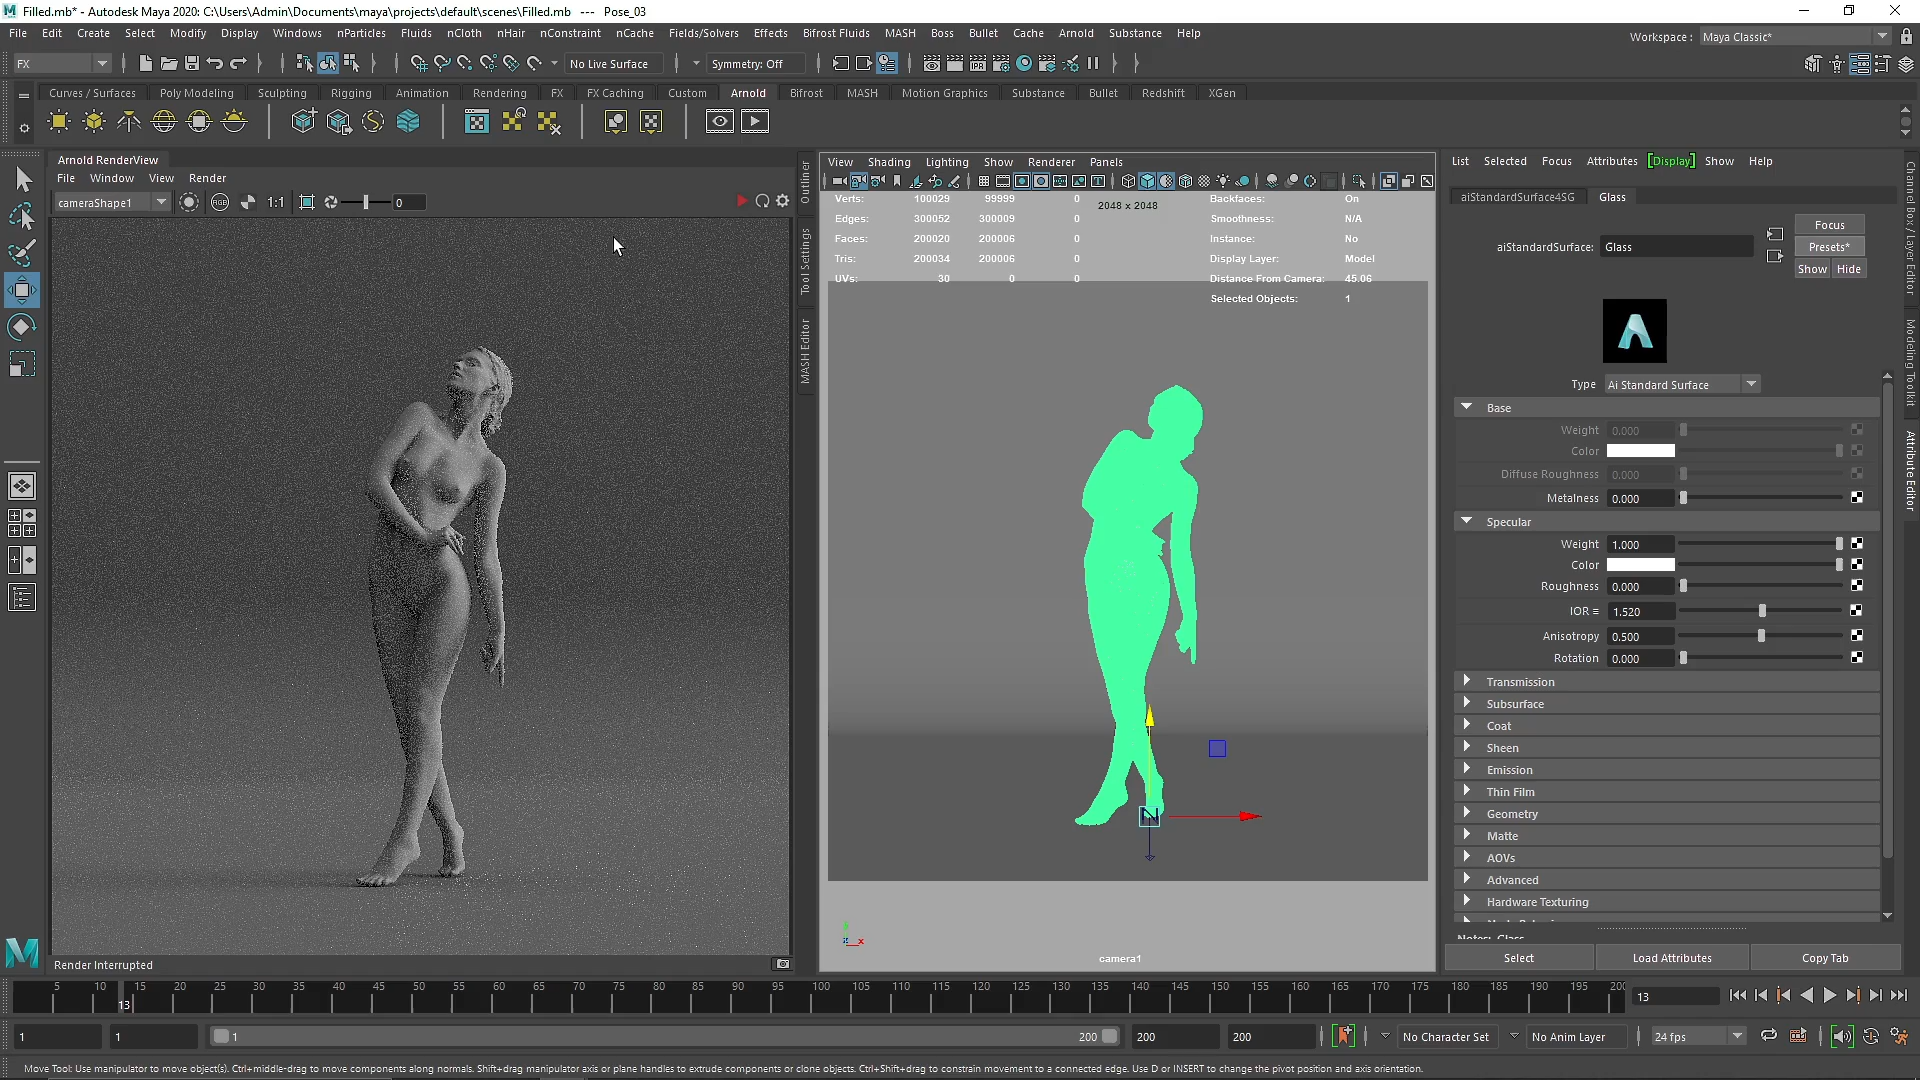 Filled.mb* - Autodesk Maya 2020: C:\Users\Admin\Documents\maya\projects\default\scenes\Filled.mb --- Pose_03
File Edit Create Select Modify Display Windows nParticles Fluids nCloth nHair nConstraint nCache Fields/Solvers Effects Bifrost Fluids MASH Boss Bullet Cache Arnold Substance Help
Workspace : Maya Classic*
FX
No Live Surface
Symmetry: Off
Curves / Surfaces Poly Modeling Sculpting Rigging Animation Rendering FX FX Caching Custom Arnold Bifrost MASH Motion Graphics Substance Bullet Redshift XGen
Arnold RenderView
File Window View Render
cameraShape1
RGB
1:1
0
Render Interrupted
Outliner
Tool Settings
MASH Editor
View Shading Lighting Show Renderer Panels
Verts: 100029 99999 0
Edges: 300052 300009 0
Faces: 200020 200006 0
Tris: 200034 200006 0
UVs: 30 0 0
2048 x 2048
Backfaces: On
Smoothness: N/A
Instance: No
Display Layer: Model
Distance From Camera: 45.06
Selected Objects: 1
x
camera1
List Selected Focus Attributes [Display] Show Help
aiStandardSurface4SG Glass
aiStandardSurface: Glass
Focus
Presets*
Show Hide
Type Ai Standard Surface
Base
Weight 0.000
Color
Diffuse Roughness 0.000
Metalness 0.000
Specular
Weight 1.000
Color
Roughness 0.000
IOR ≡ 1.520
Anisotropy 0.500
Rotation 0.000
Transmission
Subsurface
Coat
Sheen
Emission
Thin Film
Geometry
Matte
AOVs
Advanced
Hardware Texturing
Select Load Attributes Copy Tab
Channel Box / Layer Editor
Modeling Toolkit
Attribute Editor
5 10 15 20 25 30 35 40 45 50 55 60 65 70 75 80 85 90 95 100 105 110 115 120 125 130 135 140 145 150 155 160 165 170 175 180 185 190 195 200
13
13
1 1 1 200 200 200
No Character Set
No Anim Layer
24 fps
Move Tool: Use manipulator to move object(s). Ctrl+middle-drag to move components along normals. Shift+drag manipulator axis or plane handles to extrude components or clone objects. Ctrl+Shift+drag to constrain movement to a connected edge. Use D or INSERT to change the pivot position and axis orientation.